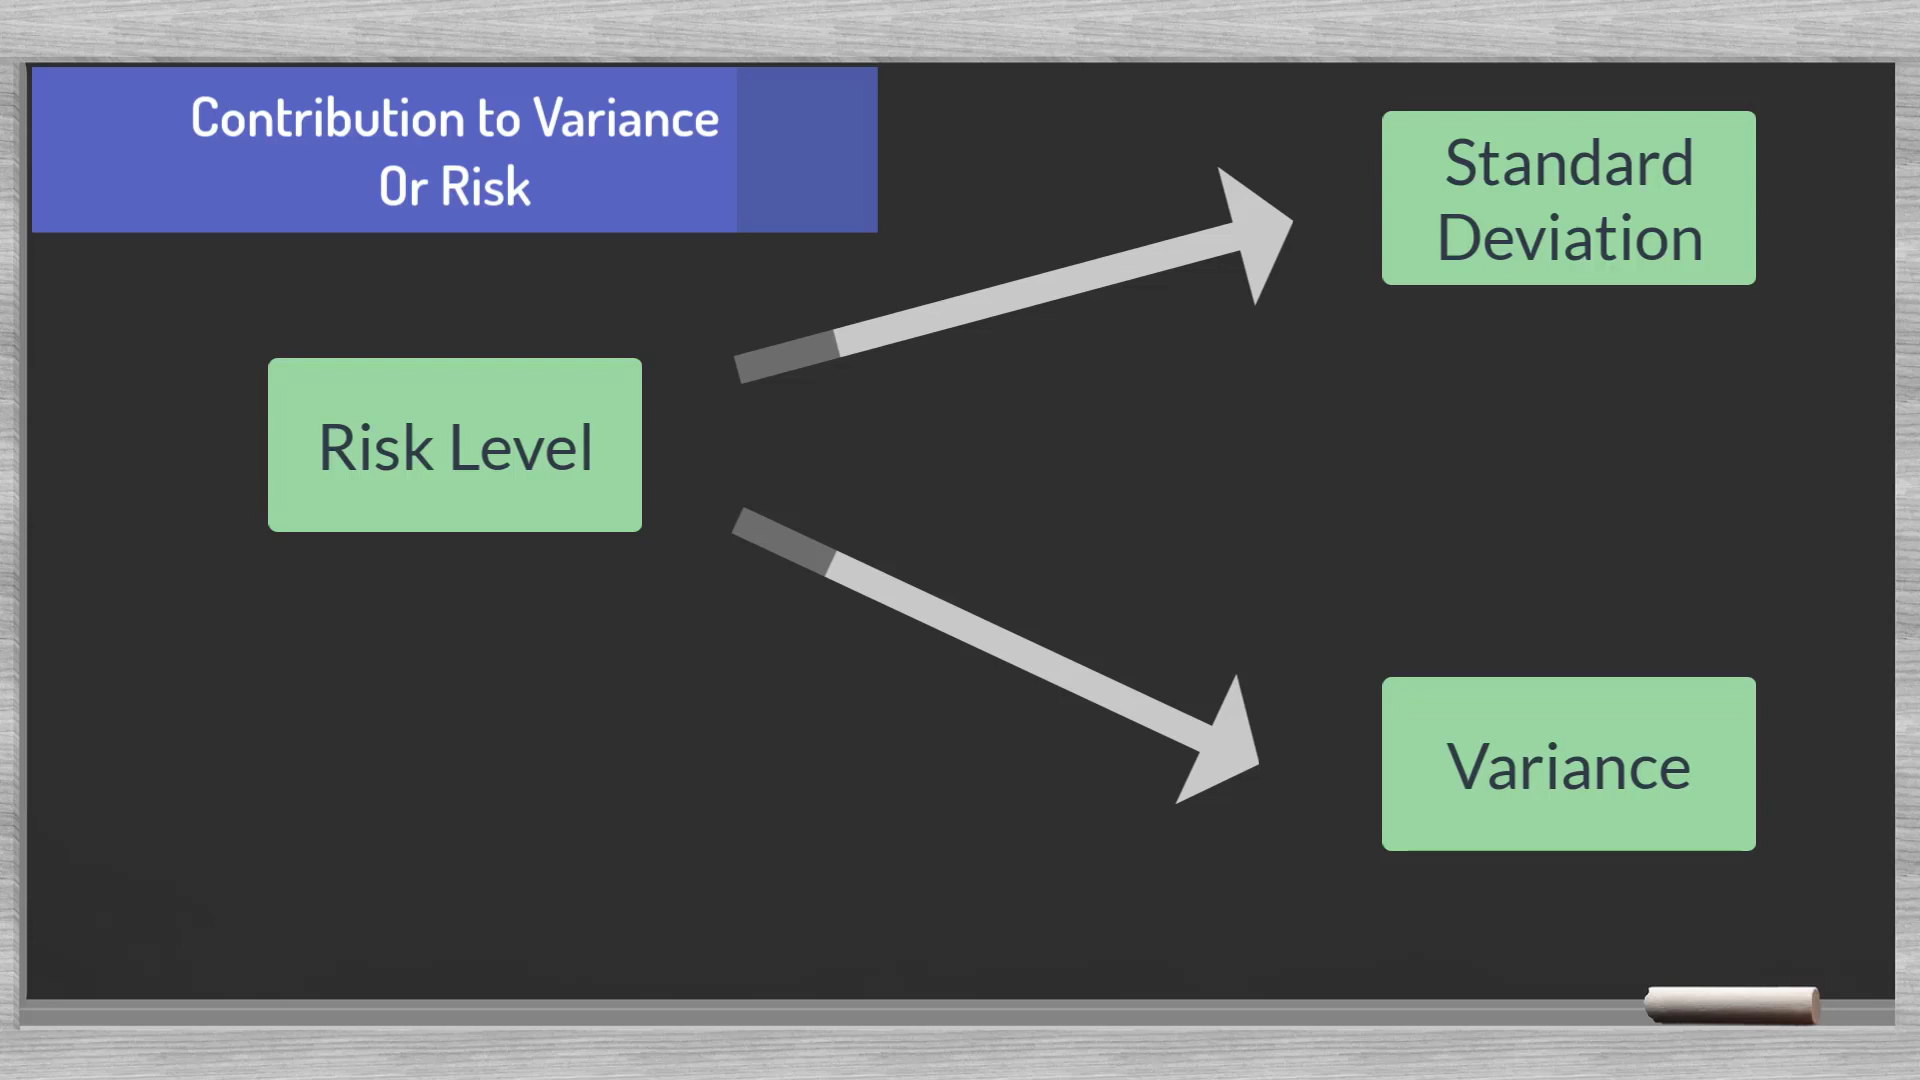 Contribution to Variance
Or Risk
Standard
Deviation
Risk Level
Variance